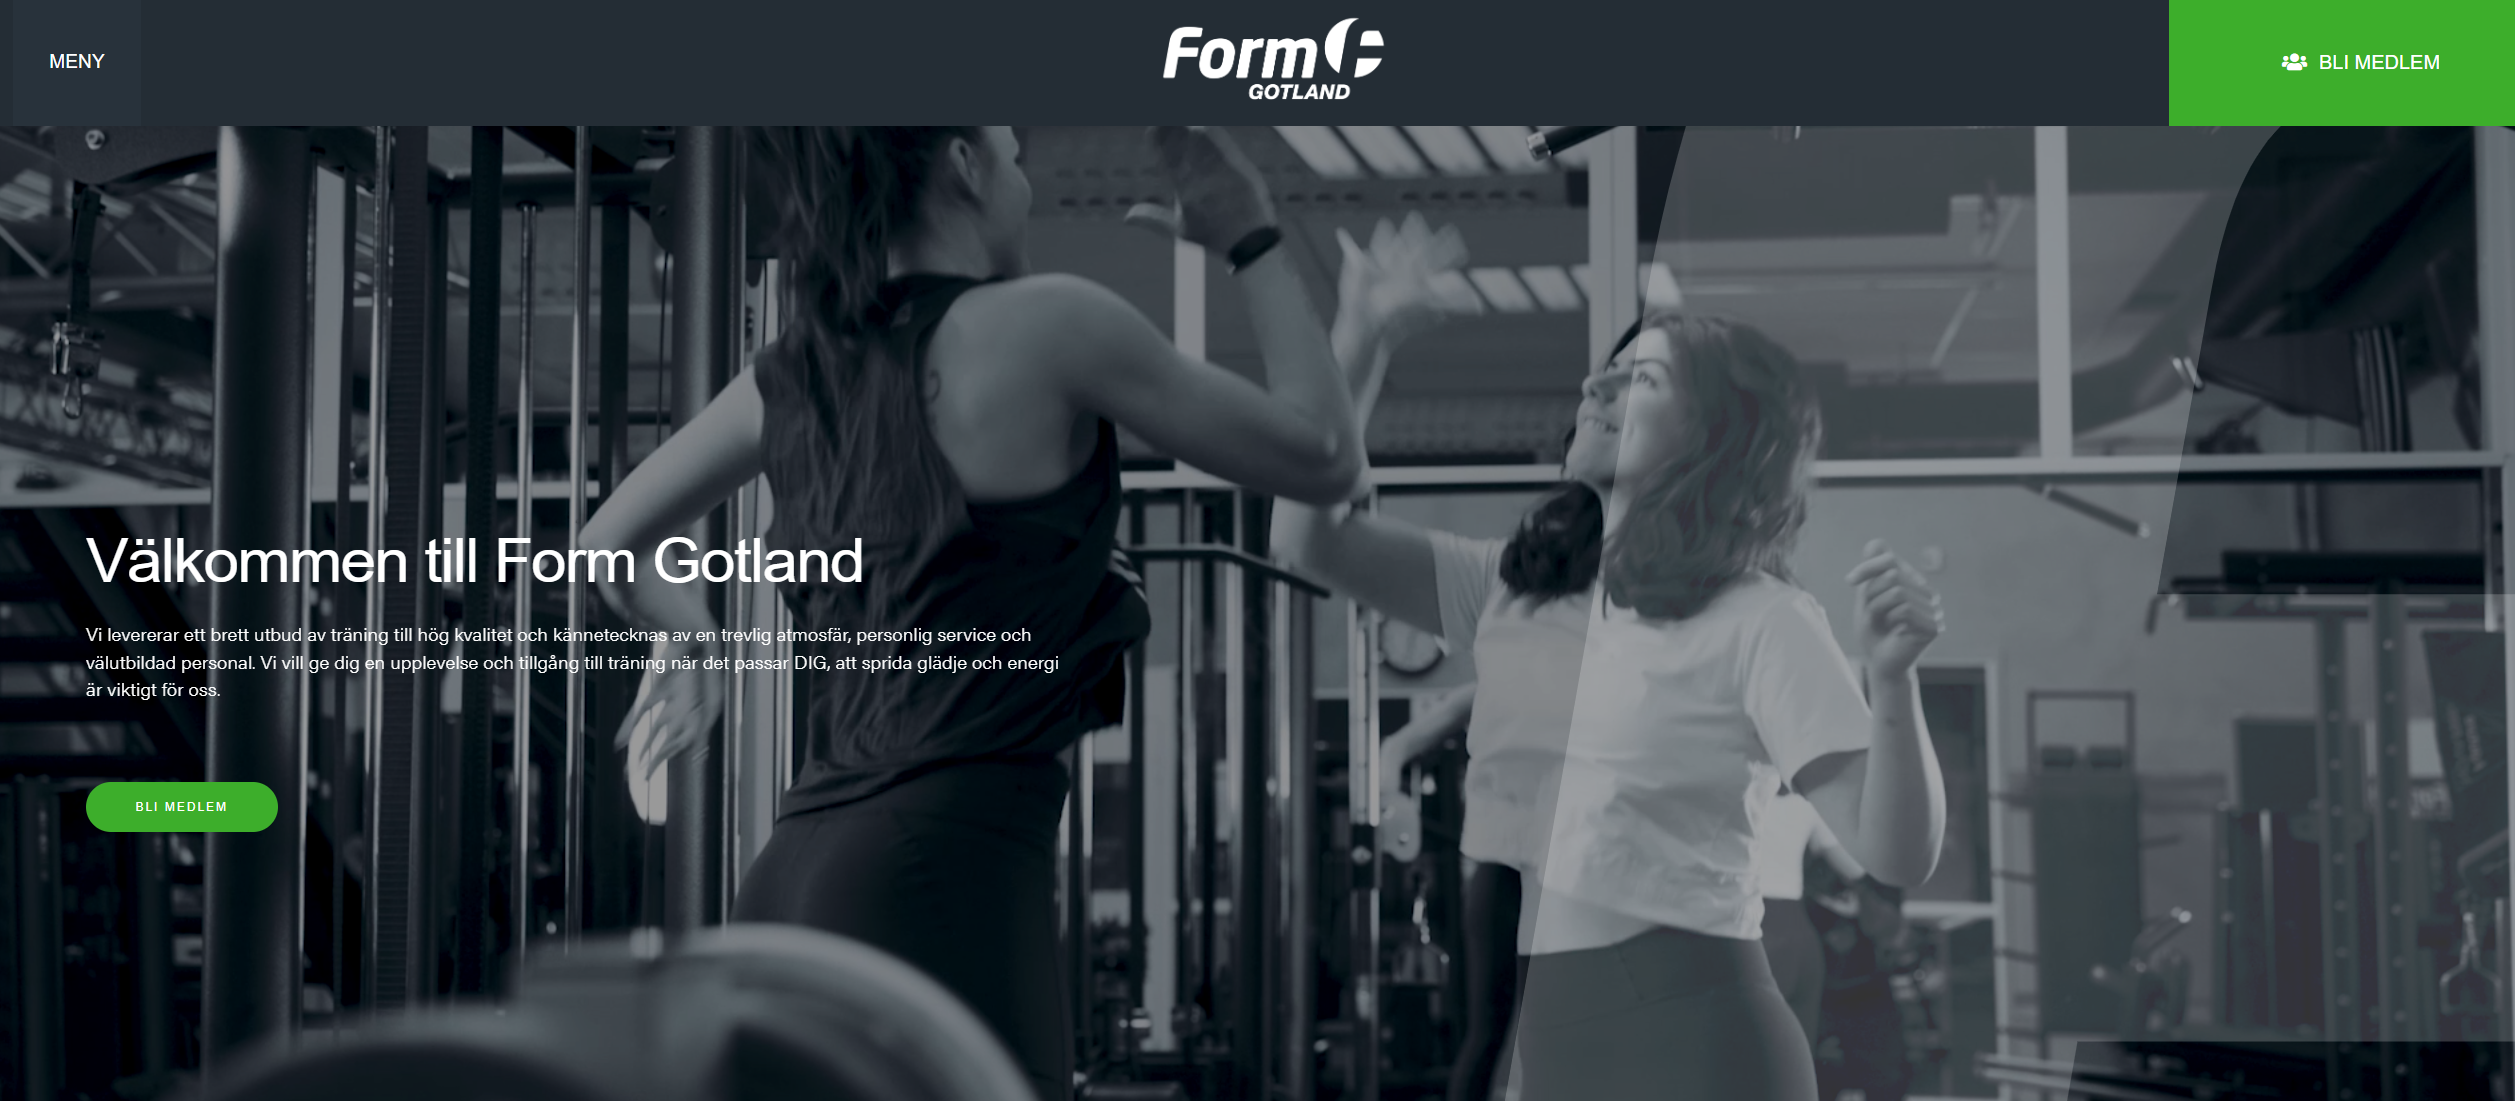 MENY
Form
GOTLAND
BLI MEDLEM
Välkommen till Form Gotland
Vi levererar ett brett utbud av träning till hög kvalitet och kännetecknas av en trevlig atmosfär, personlig service och
välutbildad personal. Vi vill ge dig en upplevelse och tillgång till träning när det passar DIG, att sprida glädje och energi
är viktigt för oss.
BLI MEDLEM